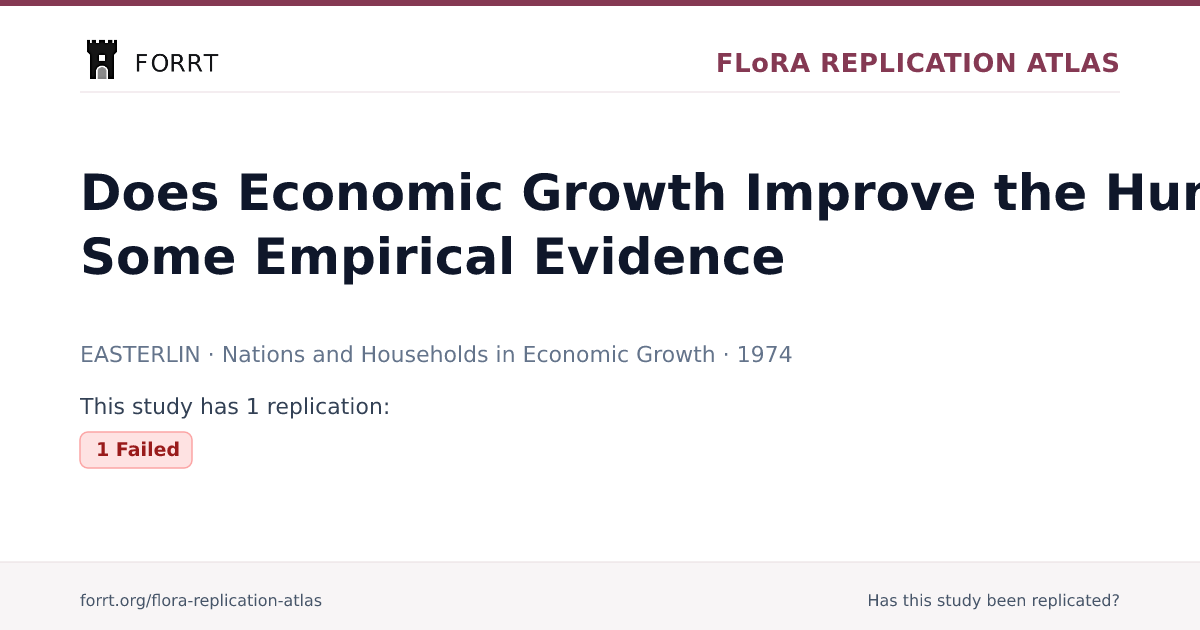 FORRT
FLoRA REPLICATION ATLAS
Does Economic Growth Improve the
Some Empirical Evidence
EASTERLIN · Nations and Households in Economic Growth · 1974
This study has 1 replication:
1 Failed
forrt.org/flora-replication-atlas
Has this study been replicated?